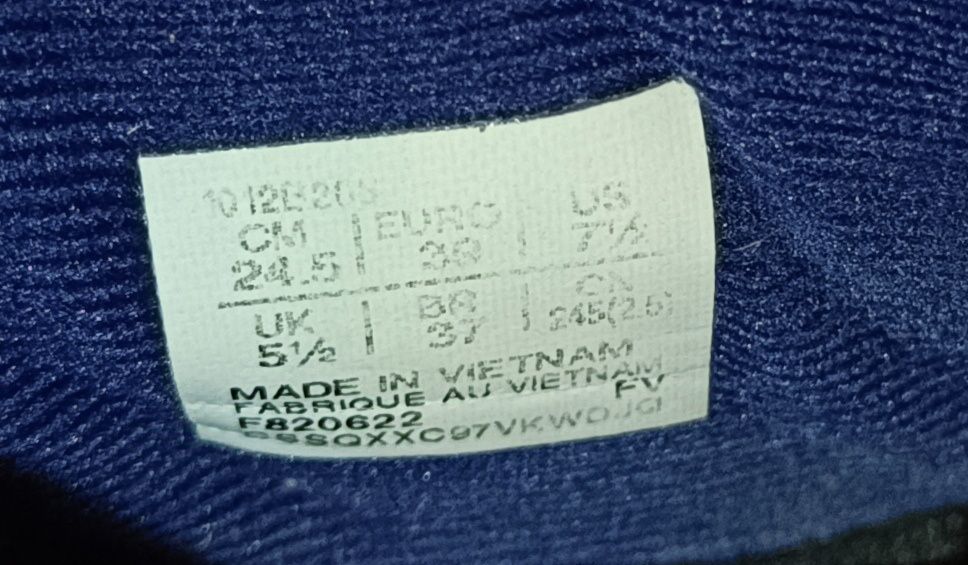 CM | EURO | US
24.5 | 39 | 7½
UK | BR | CN
5½ | 37 | 245(2.5)
MADE IN VIETNAM
FABRIQUE AU VIETNAM
F820622 FV